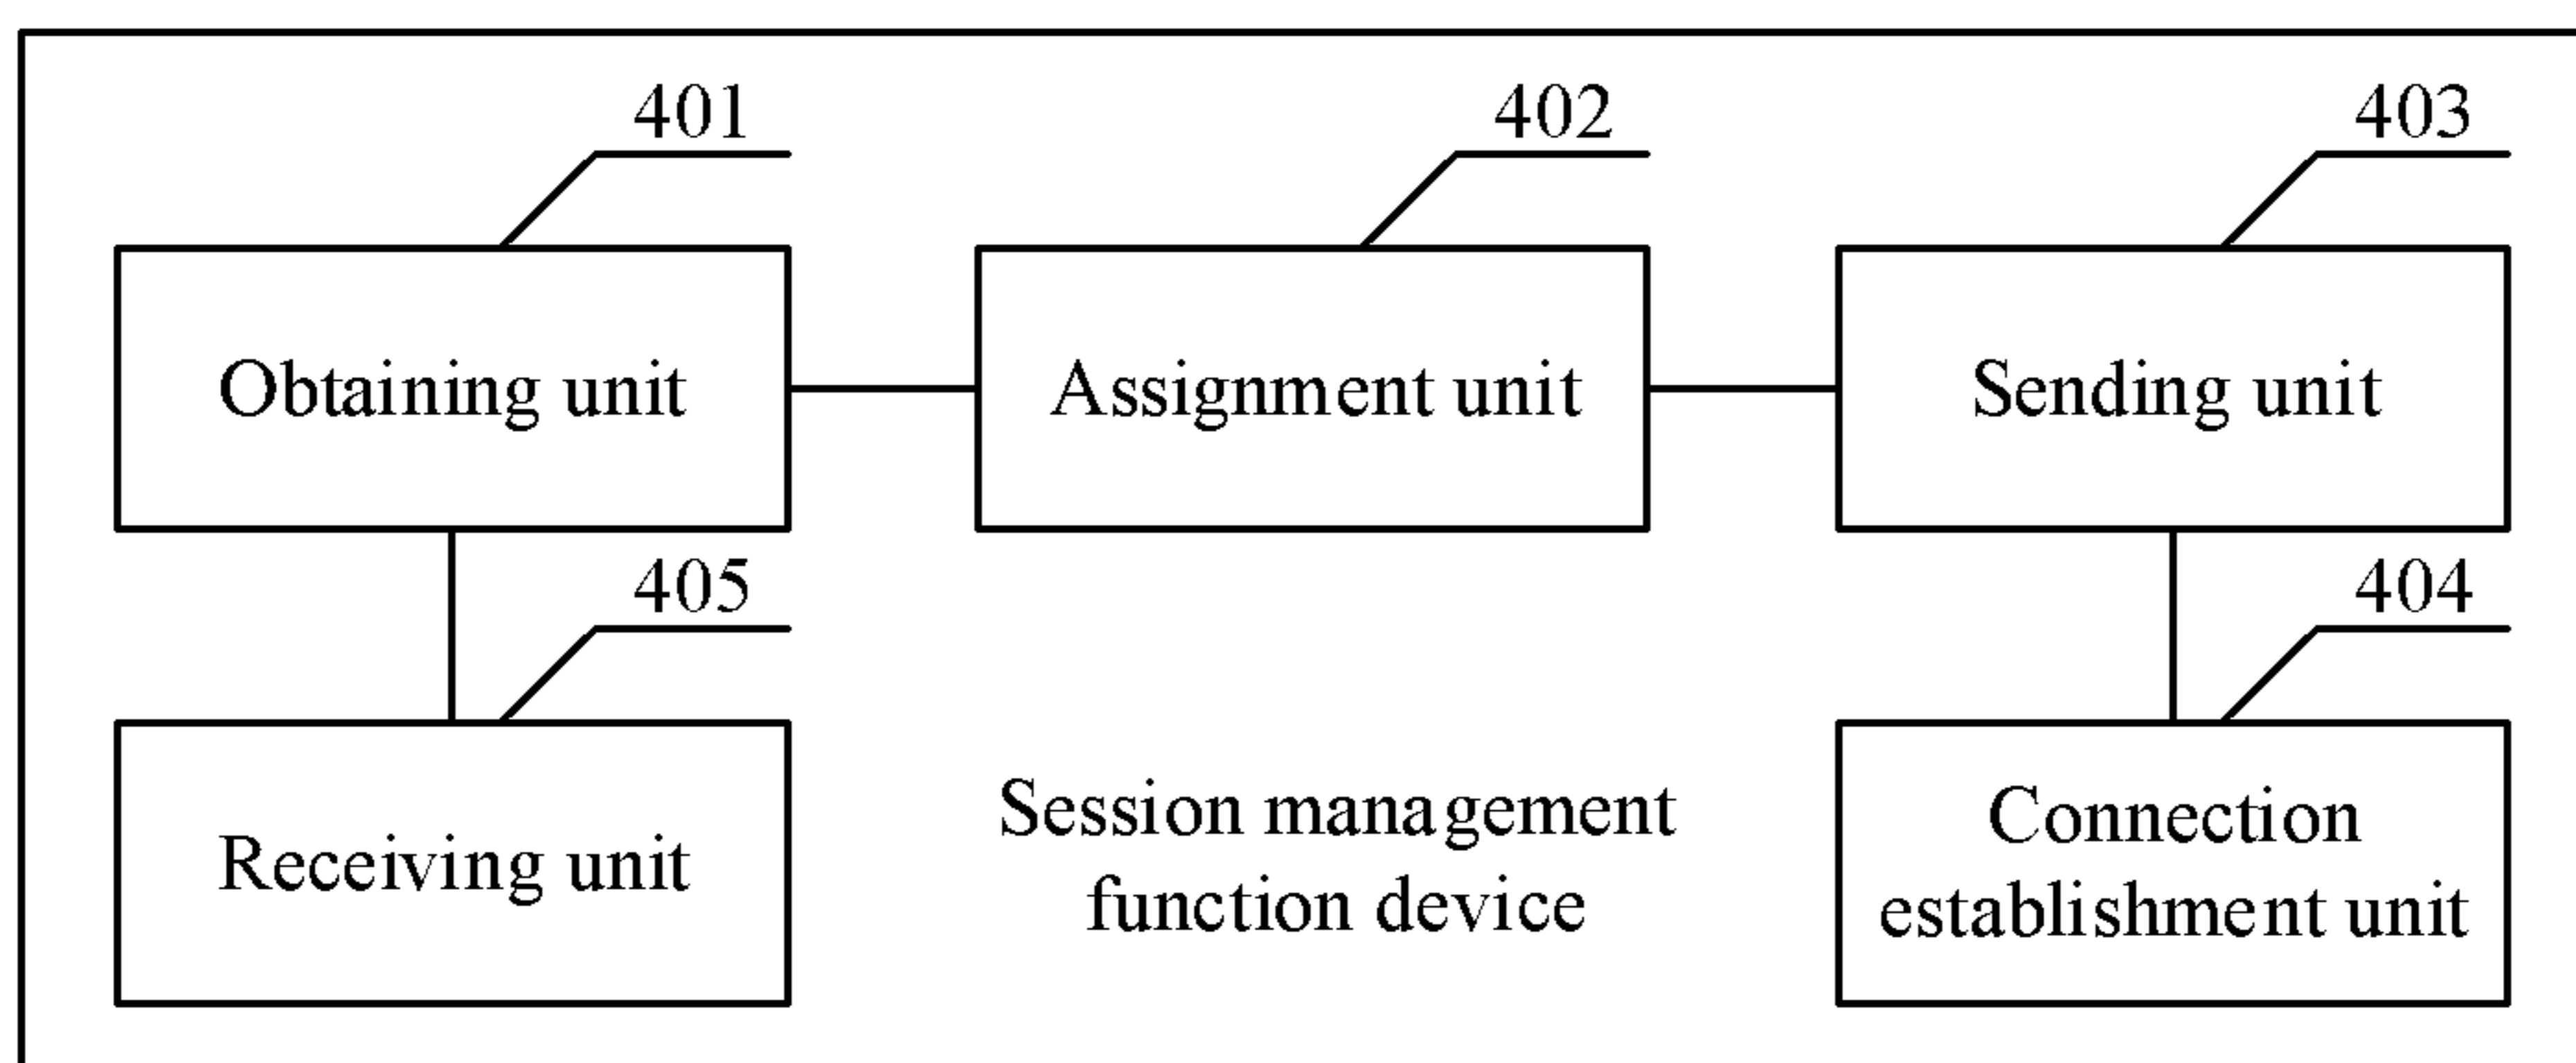 401
402
403
Obtaining unit
Assignment unit
Sending unit
405
404
Receiving unit
Session management
function device
Connection
establishment unit